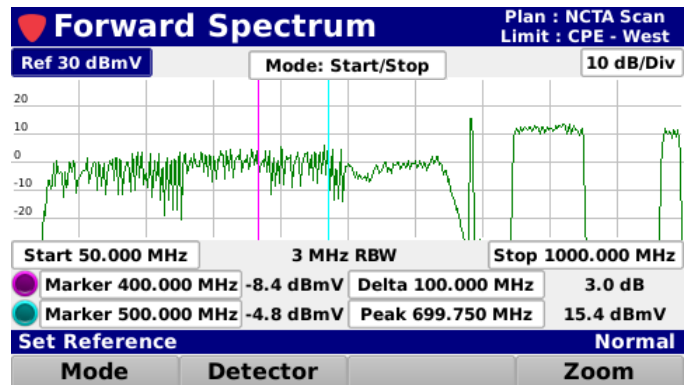 Forward Spectrum
Plan : NCTA Scan
Limit : CPE - West
Ref 30 dBmV
Mode: Start/Stop
10 dB/Div
20
10
0
-10
-20
Start 50.000 MHz
3 MHz RBW
Stop 1000.000 MHz
Marker 400.000 MHz -8.4 dBmV Delta 100.000 MHz 3.0 dB
Marker 500.000 MHz -4.8 dBmV Peak 699.750 MHz 15.4 dBmV
Set Reference
Normal
Mode
Detector
Zoom